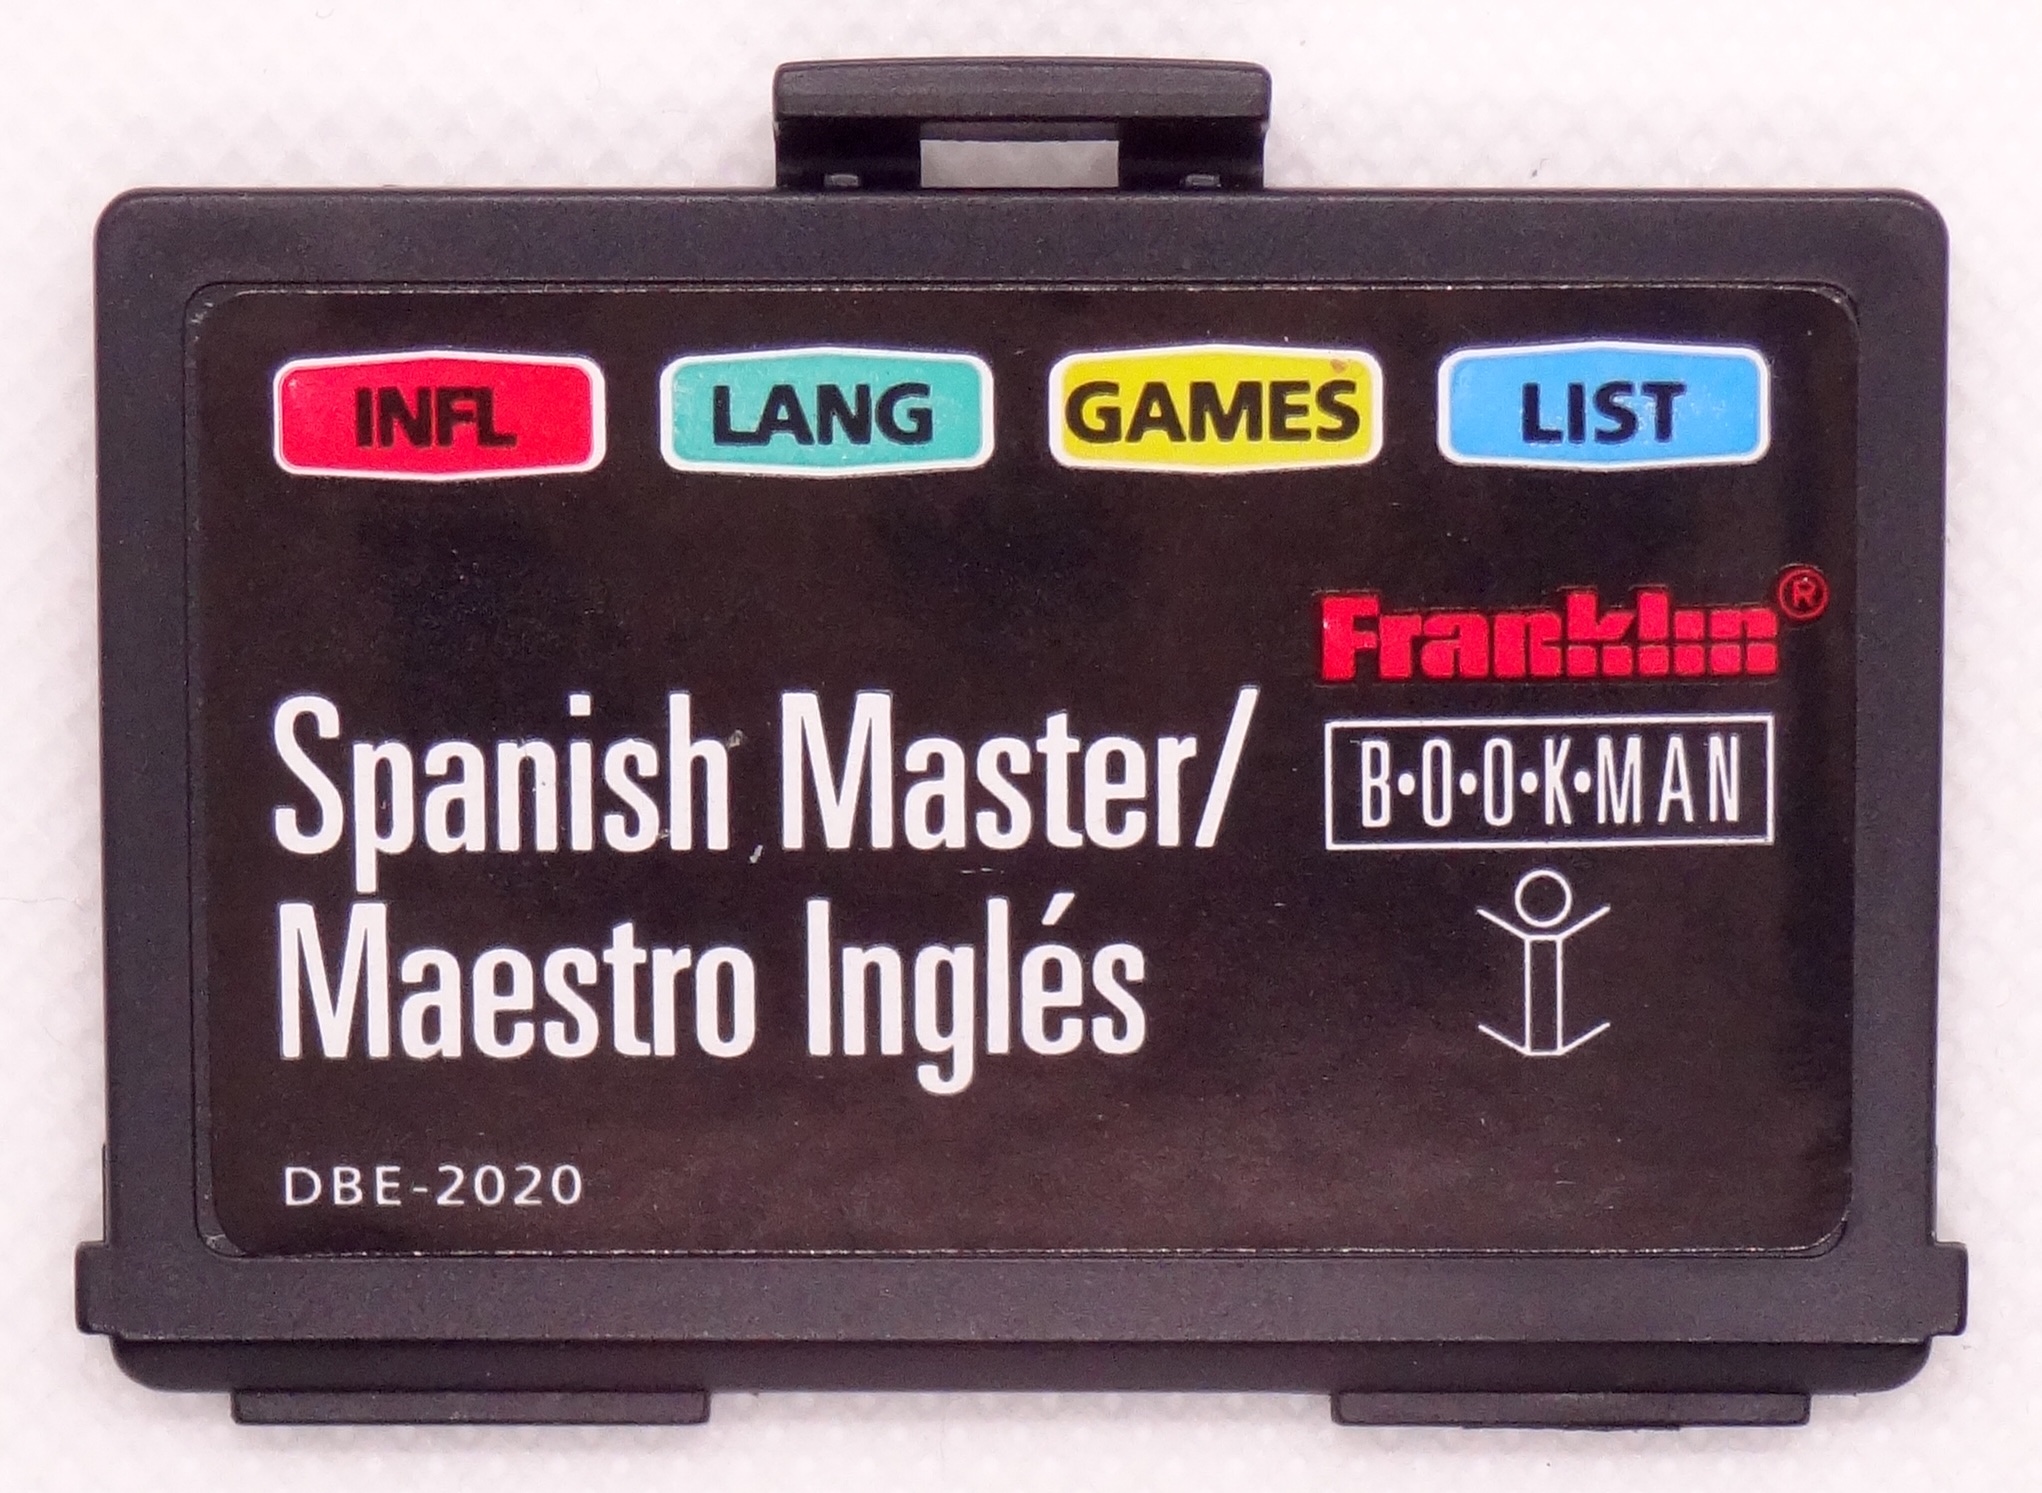 INFL LANG GAMES LIST
Franklin®
B·O·O·K·MAN
Spanish Master/
Maestro Inglés
DBE-2020